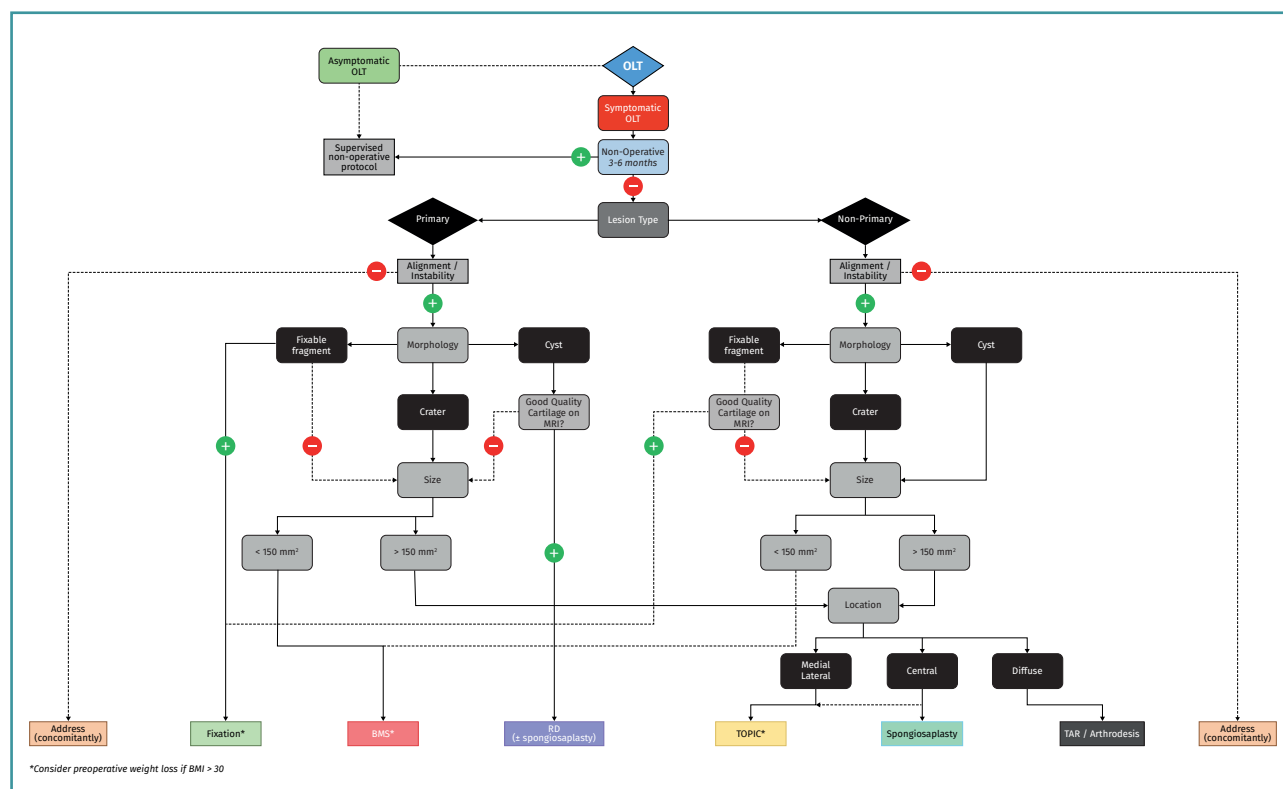 Asymptomatic
OLT
OLT
Symptomatic
OLT
Supervised
non-operative
protocol
Non-Operative
3-6 months
Primary
Lesion Type
Non-Primary
Alignment /
Instability
Alignment /
Instability
Fixable
fragment
Morphology
Cyst
Fixable
fragment
Morphology
Cyst
Crater
Good Quality
Cartilage on
MRI?
Good Quality
Cartilage on
MRI?
Crater
Size
Size
< 150 mm²
> 150 mm²
< 150 mm²
> 150 mm²
Location
Medial
Lateral
Central
Diffuse
Address
(concomitantly)
Fixation*
BMS*
RD
(± spongiosaplasty)
TOPIC*
Spongiosaplasty
TAR / Arthrodesis
Address
(concomitantly)
*Consider preoperative weight loss if BMI > 30